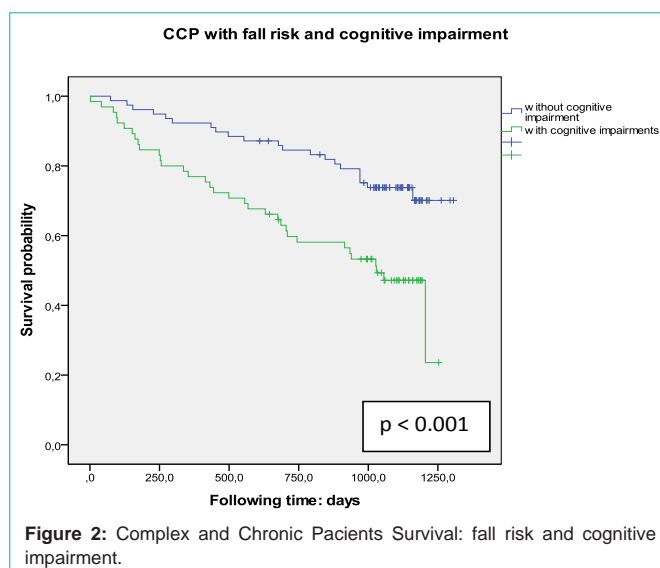 CCP with fall risk and cognitive impairment
without cognitive
impairment
with cognitive impairments
Survival probability
1,0
0,8
0,6
0,4
0,2
0,0
p < 0.001
,0 250,0 500,0 750,0 1000,0 1250,0
Following time: days
Figure 2: Complex and Chronic Pacients Survival: fall risk and cognitive
impairment.